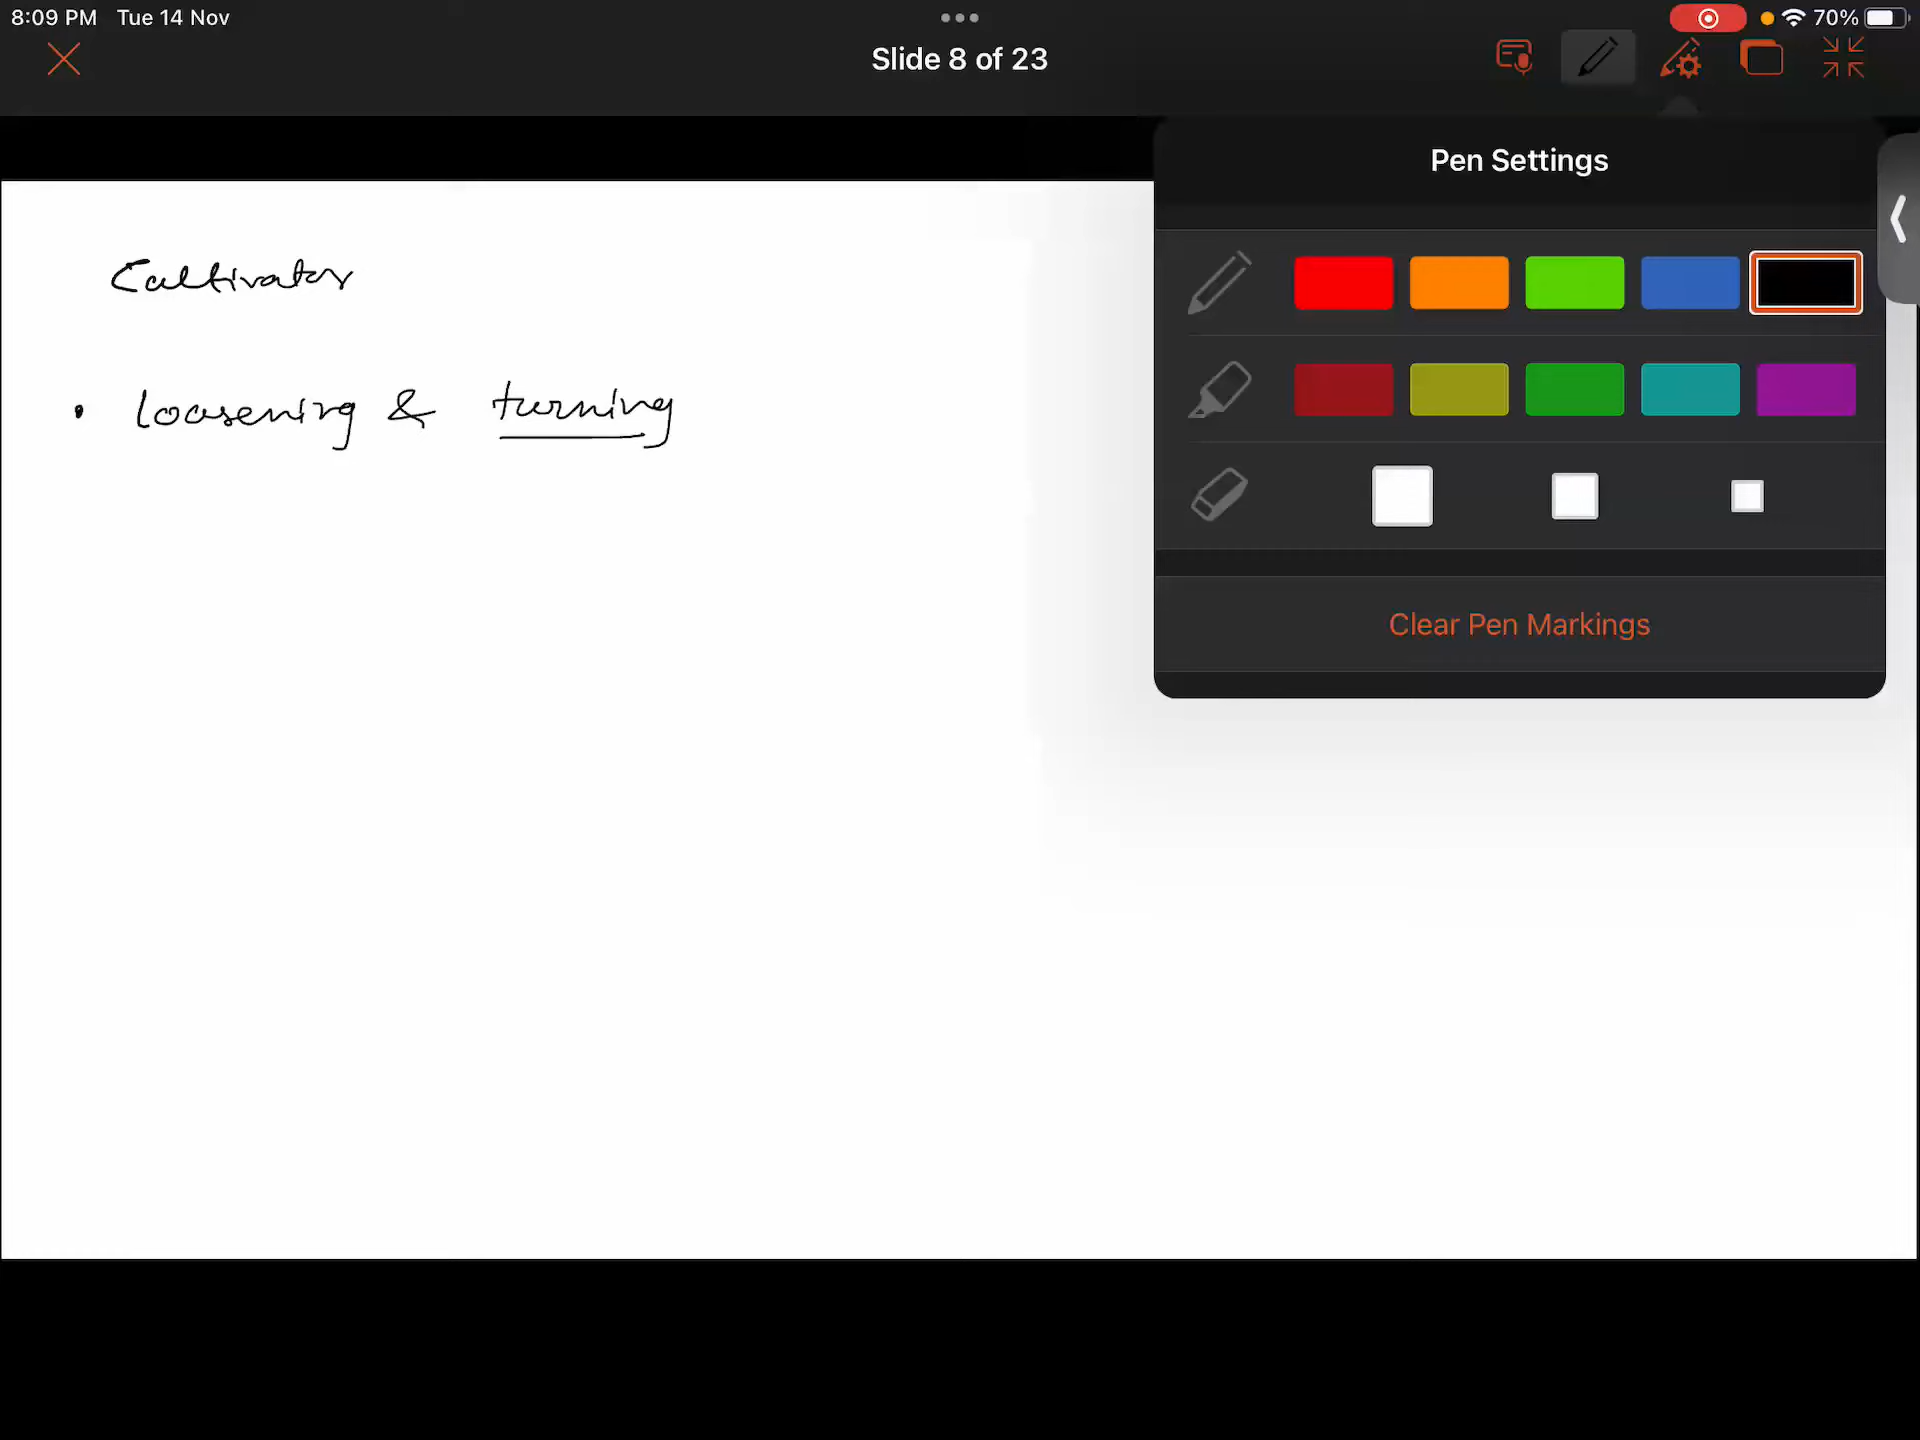 8:09 PM Tue 14 Nov
70%
Slide 8 of 23
Pen Settings
Cultivator
• loosening & turning
Clear Pen Markings